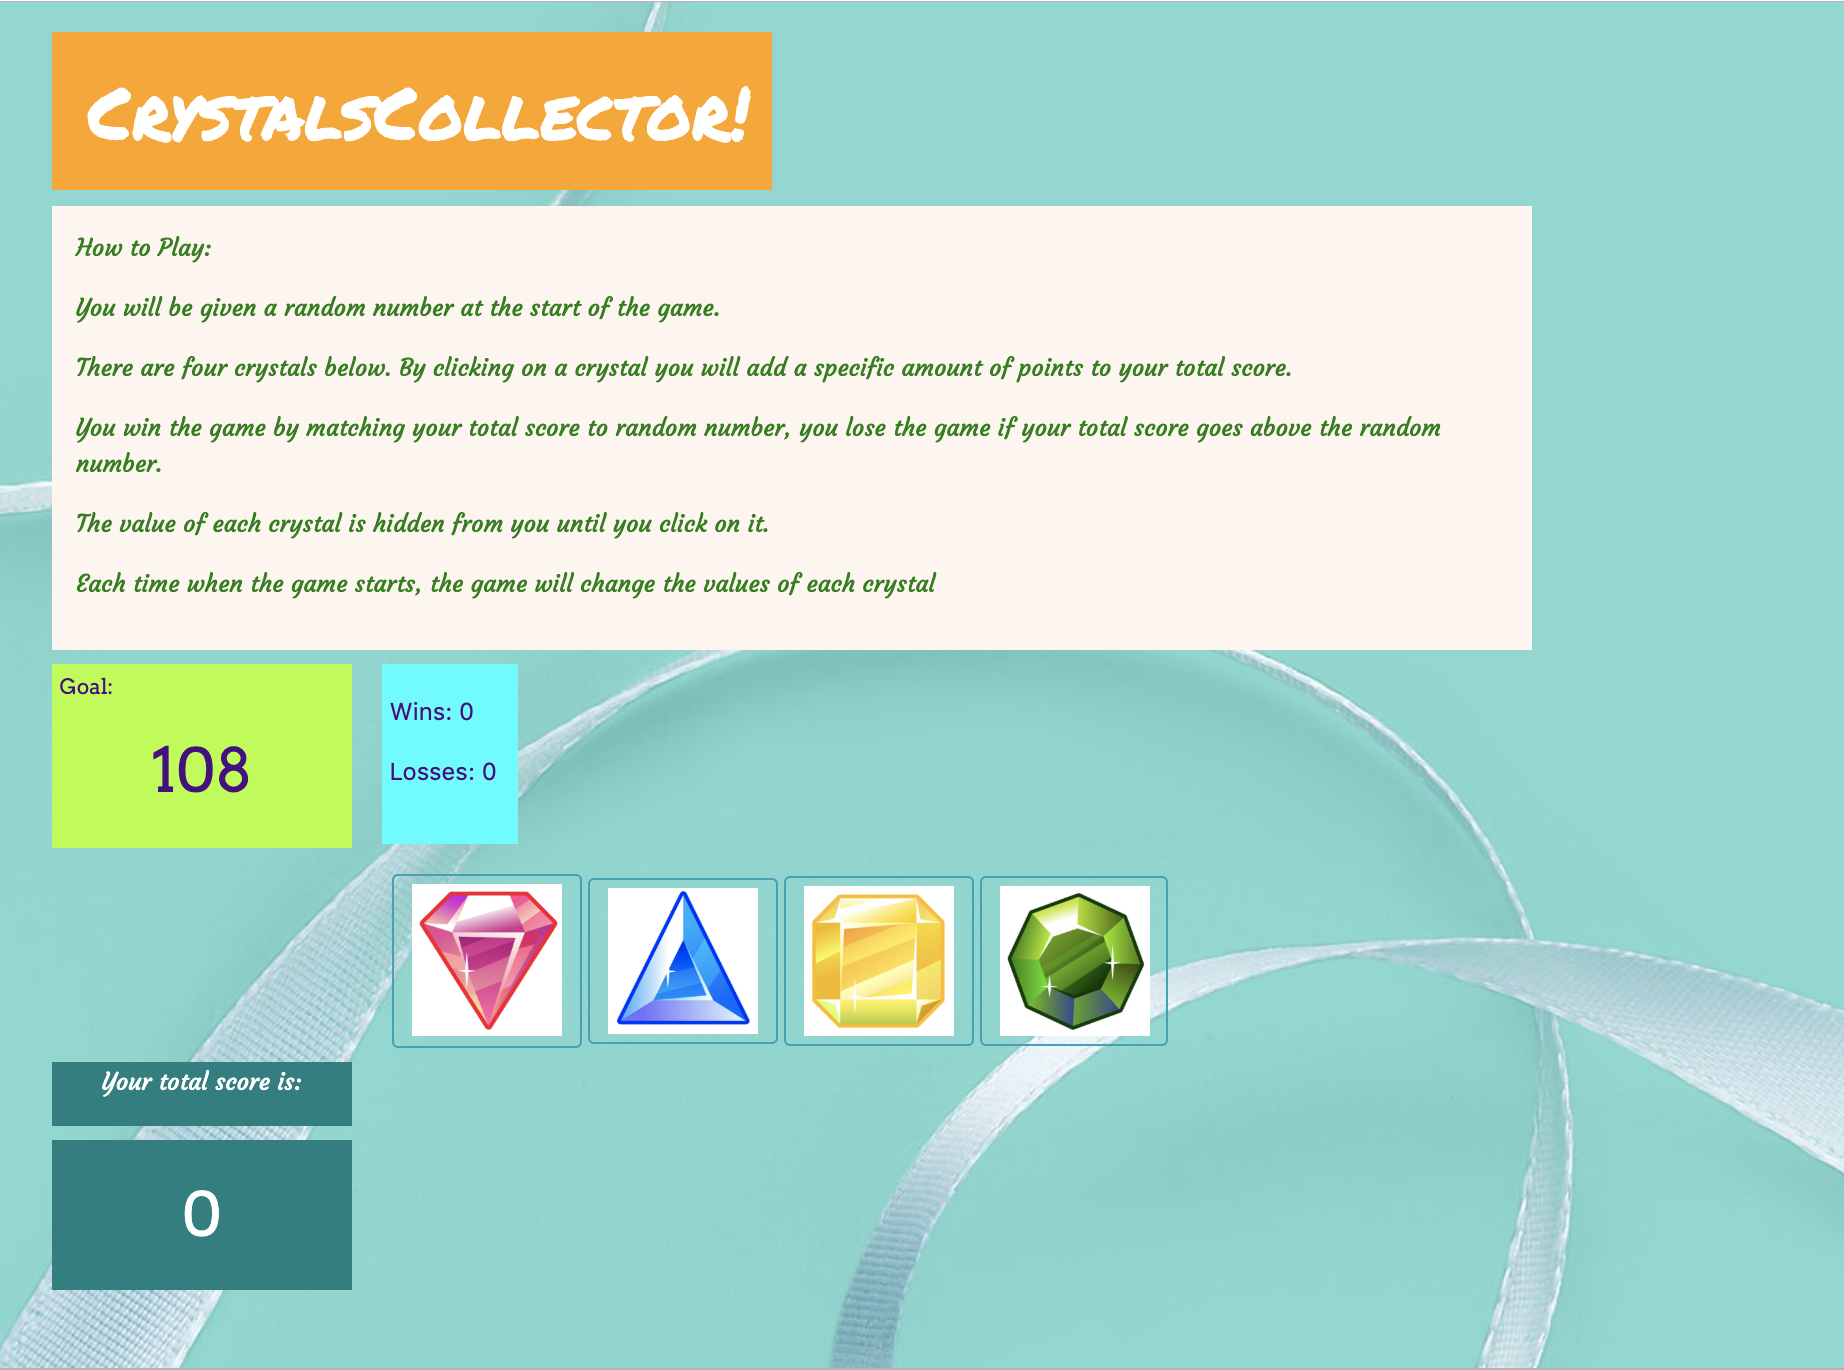 CrystalsCollector!
How to Play:
You will be given a random number at the start of the game.
There are four crystals below. By clicking on a crystal you will add a specific amount of points to your total score.
You win the game by matching your total score to random number, you lose the game if your total score goes above the random
number.
The value of each crystal is hidden from you until you click on it.
Each time when the game starts, the game will change the values of each crystal
Goal:
108
Wins: 0
Losses: 0
Your total score is:
0